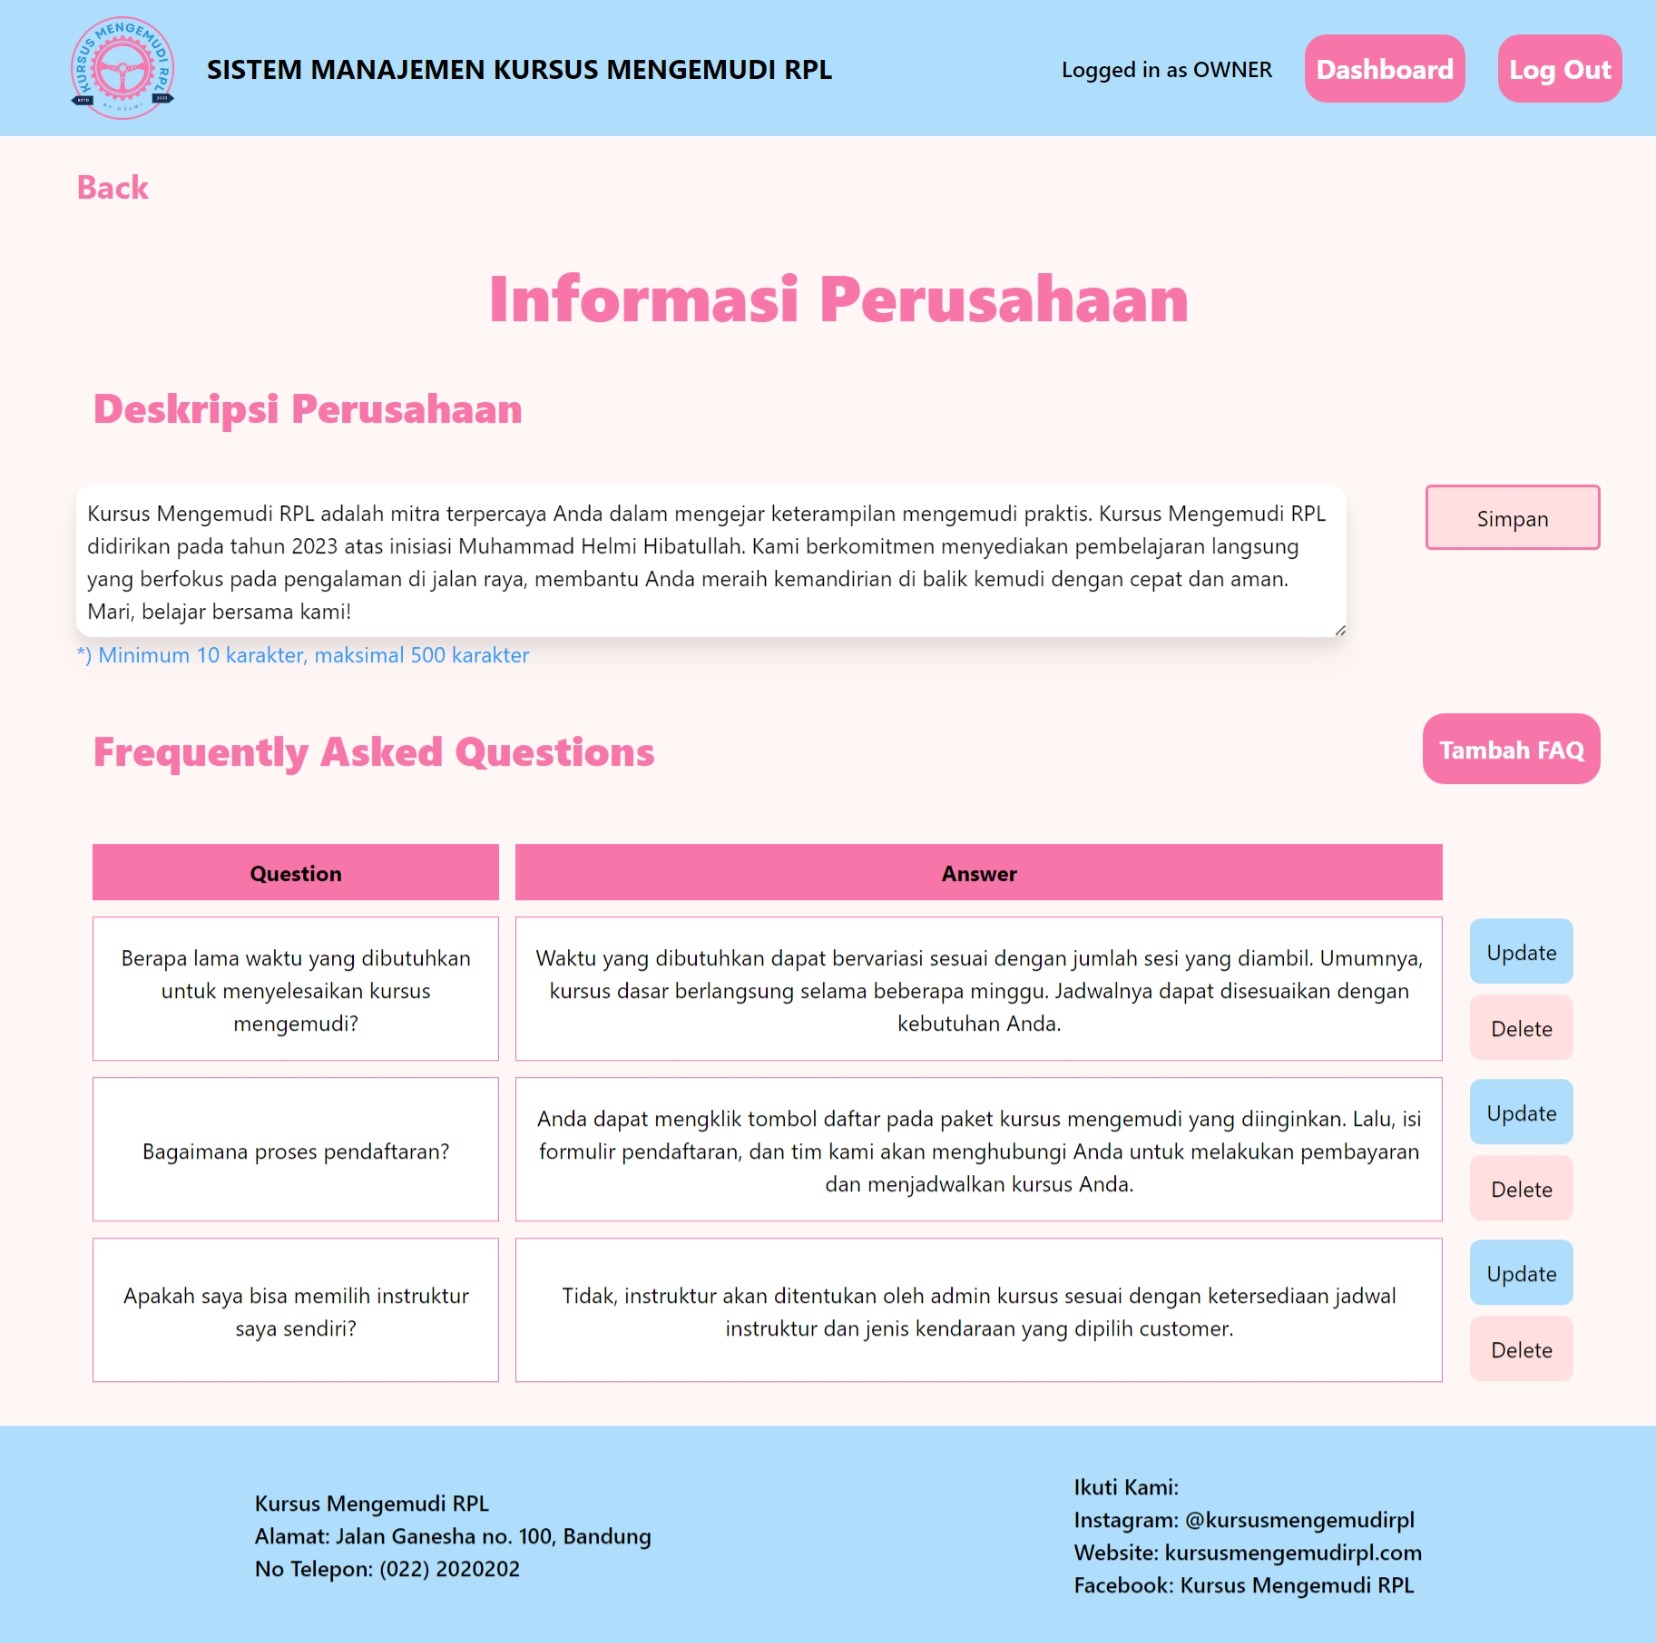 KURSUS MENGEMUDI RPL
BY HELMI
SISTEM MANAJEMEN KURSUS MENGEMUDI RPL
Logged in as OWNER
Dashboard
Log Out
Back
Informasi Perusahaan
Deskripsi Perusahaan
Kursus Mengemudi RPL adalah mitra terpercaya Anda dalam mengejar keterampilan mengemudi praktis. Kursus Mengemudi RPL
didirikan pada tahun 2023 atas inisiasi Muhammad Helmi Hibatullah. Kami berkomitmen menyediakan pembelajaran langsung
yang berfokus pada pengalaman di jalan raya, membantu Anda meraih kemandirian di balik kemudi dengan cepat dan aman.
Mari, belajar bersama kami!
Simpan
*) Minimum 10 karakter, maksimal 500 karakter
Frequently Asked Questions
Tambah FAQ
Question
Answer
Berapa lama waktu yang dibutuhkan
untuk menyelesaikan kursus
mengemudi?
Waktu yang dibutuhkan dapat bervariasi sesuai dengan jumlah sesi yang diambil. Umumnya,
kursus dasar berlangsung selama beberapa minggu. Jadwalnya dapat disesuaikan dengan
kebutuhan Anda.
Update
Delete
Bagaimana proses pendaftaran?
Anda dapat mengklik tombol daftar pada paket kursus mengemudi yang diinginkan. Lalu, isi
formulir pendaftaran, dan tim kami akan menghubungi Anda untuk melakukan pembayaran
dan menjadwalkan kursus Anda.
Update
Delete
Apakah saya bisa memilih instruktur
saya sendiri?
Tidak, instruktur akan ditentukan oleh admin kursus sesuai dengan ketersediaan jadwal
instruktur dan jenis kendaraan yang dipilih customer.
Update
Delete
Kursus Mengemudi RPL
Alamat: Jalan Ganesha no. 100, Bandung
No Telepon: (022) 2020202
Ikuti Kami:
Instagram: @kursusmengemudirpl
Website: kursusmengemudirpl.com
Facebook: Kursus Mengemudi RPL